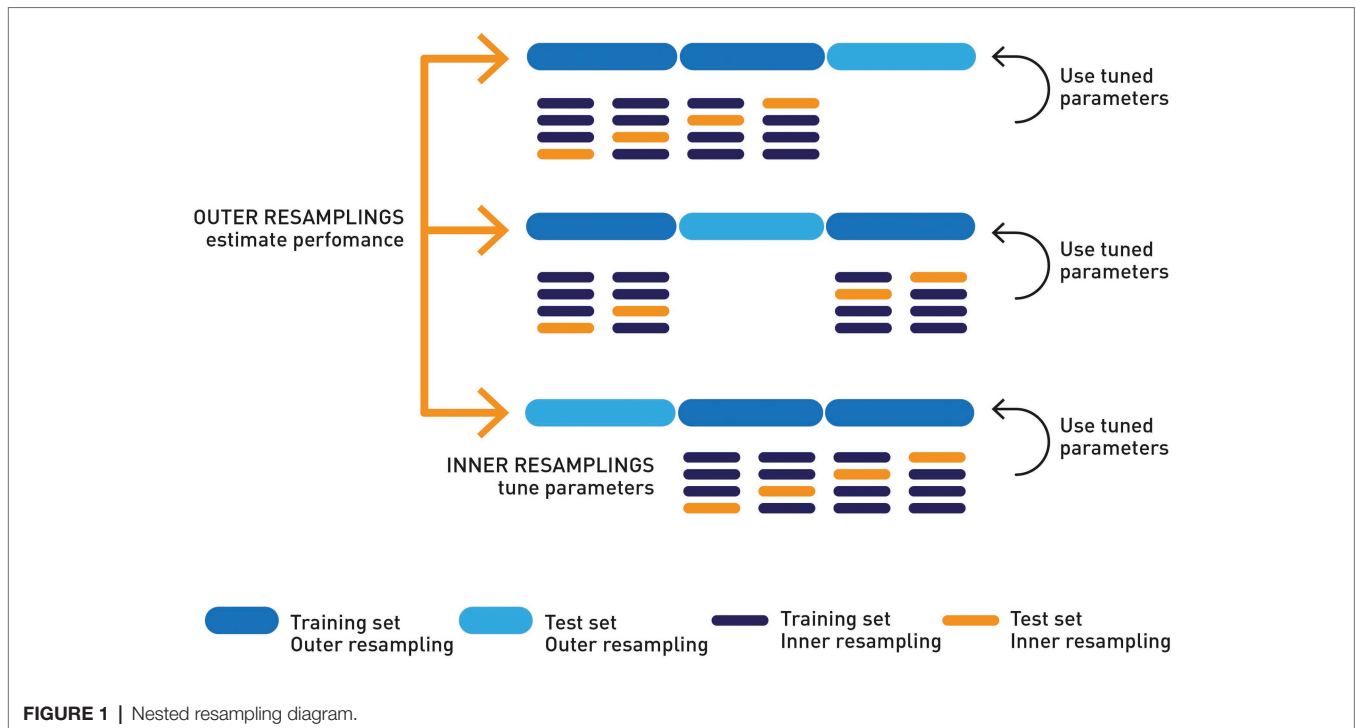 Use tuned
parameters
OUTER RESAMPLINGS
estimate perfomance
Use tuned
parameters
INNER RESAMPLINGS
tune parameters
Use tuned
parameters
Training set
Outer resampling
Test set
Outer resampling
Training set
Inner resampling
Test set
Inner resampling
FIGURE 1 | Nested resampling diagram.